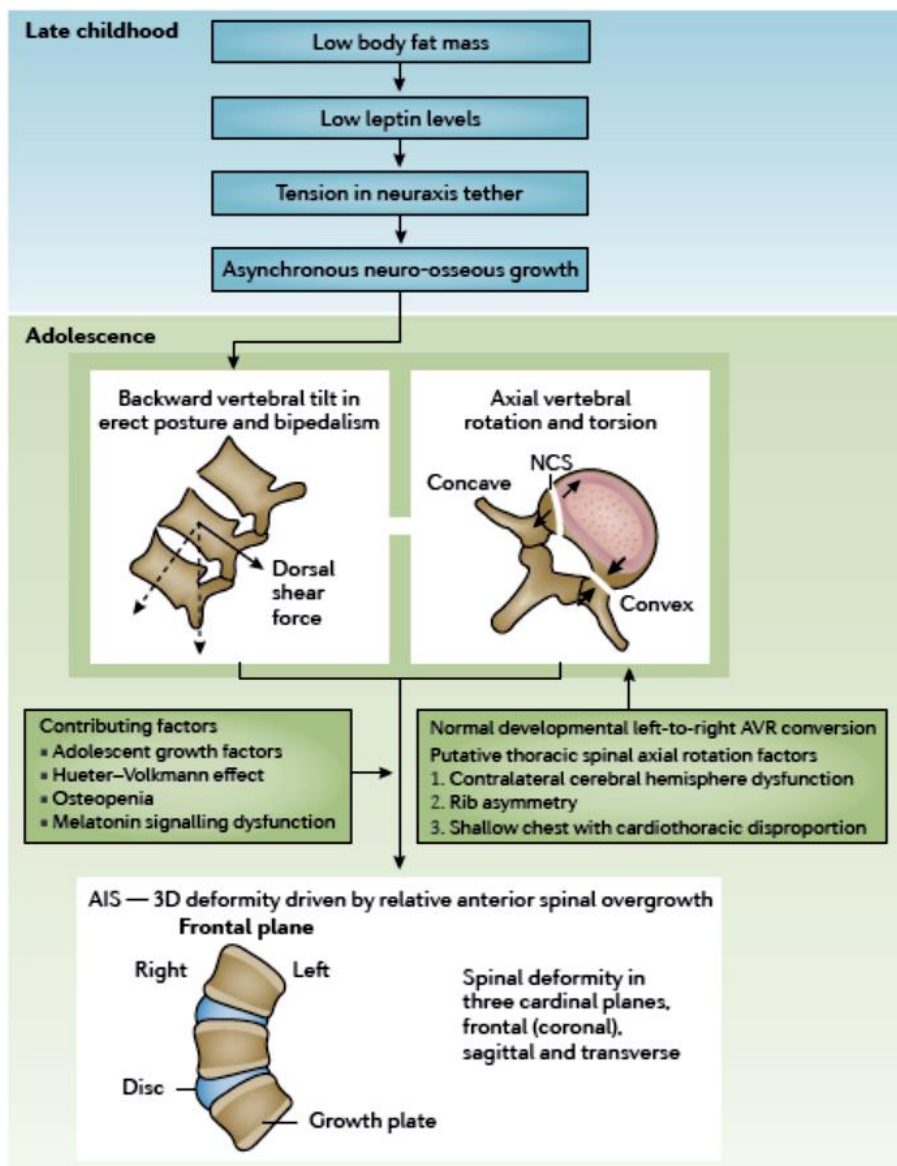 Late childhood
Low body fat mass
Low leptin levels
Tension in neuraxis tether
Asynchronous neuro-osseous growth
Adolescence
Backward vertebral tilt in
erect posture and bipedalism
Dorsal
shear
force
Axial vertebral
rotation and torsion
NCS
Concave
Convex
Contributing factors
▪ Adolescent growth factors
▪ Hueter–Volkmann effect
▪ Osteopenia
▪ Melatonin signalling dysfunction
Normal developmental left-to-right AVR conversion
Putative thoracic spinal axial rotation factors
1. Contralateral cerebral hemisphere dysfunction
2. Rib asymmetry
3. Shallow chest with cardiothoracic disproportion
AIS — 3D deformity driven by relative anterior spinal overgrowth
Frontal plane
Right
Left
Disc
Growth plate
Spinal deformity in
three cardinal planes,
frontal (coronal),
sagittal and transverse